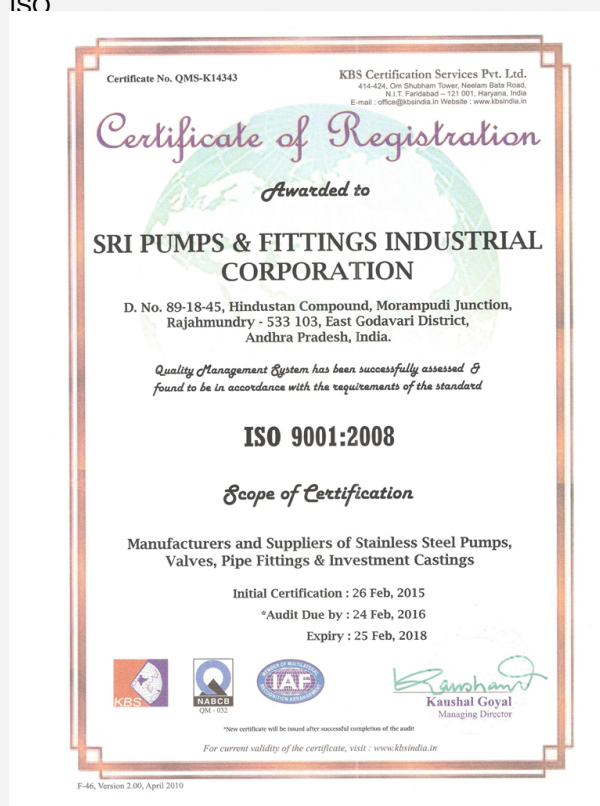 ISO
Certificate No. QMS-K14343
KBS Certification Services Pvt. Ltd.
414-424, Om Shubham Tower, Neelam Bata Road,
N.I.T. Faridabad – 121 001, Haryana, India
E-mail : office@kbsindia.in Website : www.kbsindia.in
Certificate of Registration
Awarded to
SRI PUMPS & FITTINGS INDUSTRIAL
CORPORATION
D. No. 89-18-45, Hindustan Compound, Morampudi Junction,
Rajahmundry - 533 103, East Godavari District,
Andhra Pradesh, India.
Quality Management System has been successfully assessed &
found to be in accordance with the requirements of the standard
ISO 9001:2008
Scope of Certification
Manufacturers and Suppliers of Stainless Steel Pumps,
Valves, Pipe Fittings & Investment Castings
Initial Certification : 26 Feb, 2015
*Audit Due by : 24 Feb, 2016
Expiry : 25 Feb, 2018
KBS
NABCB
QM - 032
MEMBER OF MULTILATERAL
IAF
RECOGNITION ARRANGEMENT
Kaushal Goyal
Managing Director
*New certificate will be issued after successful completion of the audit
For current validity of the certificate, visit : www.kbsindia.in
F-46, Version 2.00, April 2010